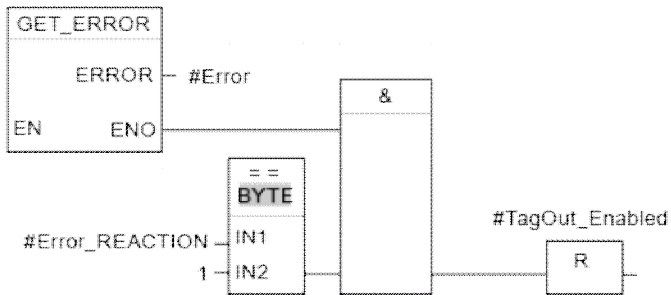 GET_ERROR
ERROR #Error
&
EN ENO
==
BYTE
#Error_REACTION IN1
1 IN2
#TagOut_Enabled
R